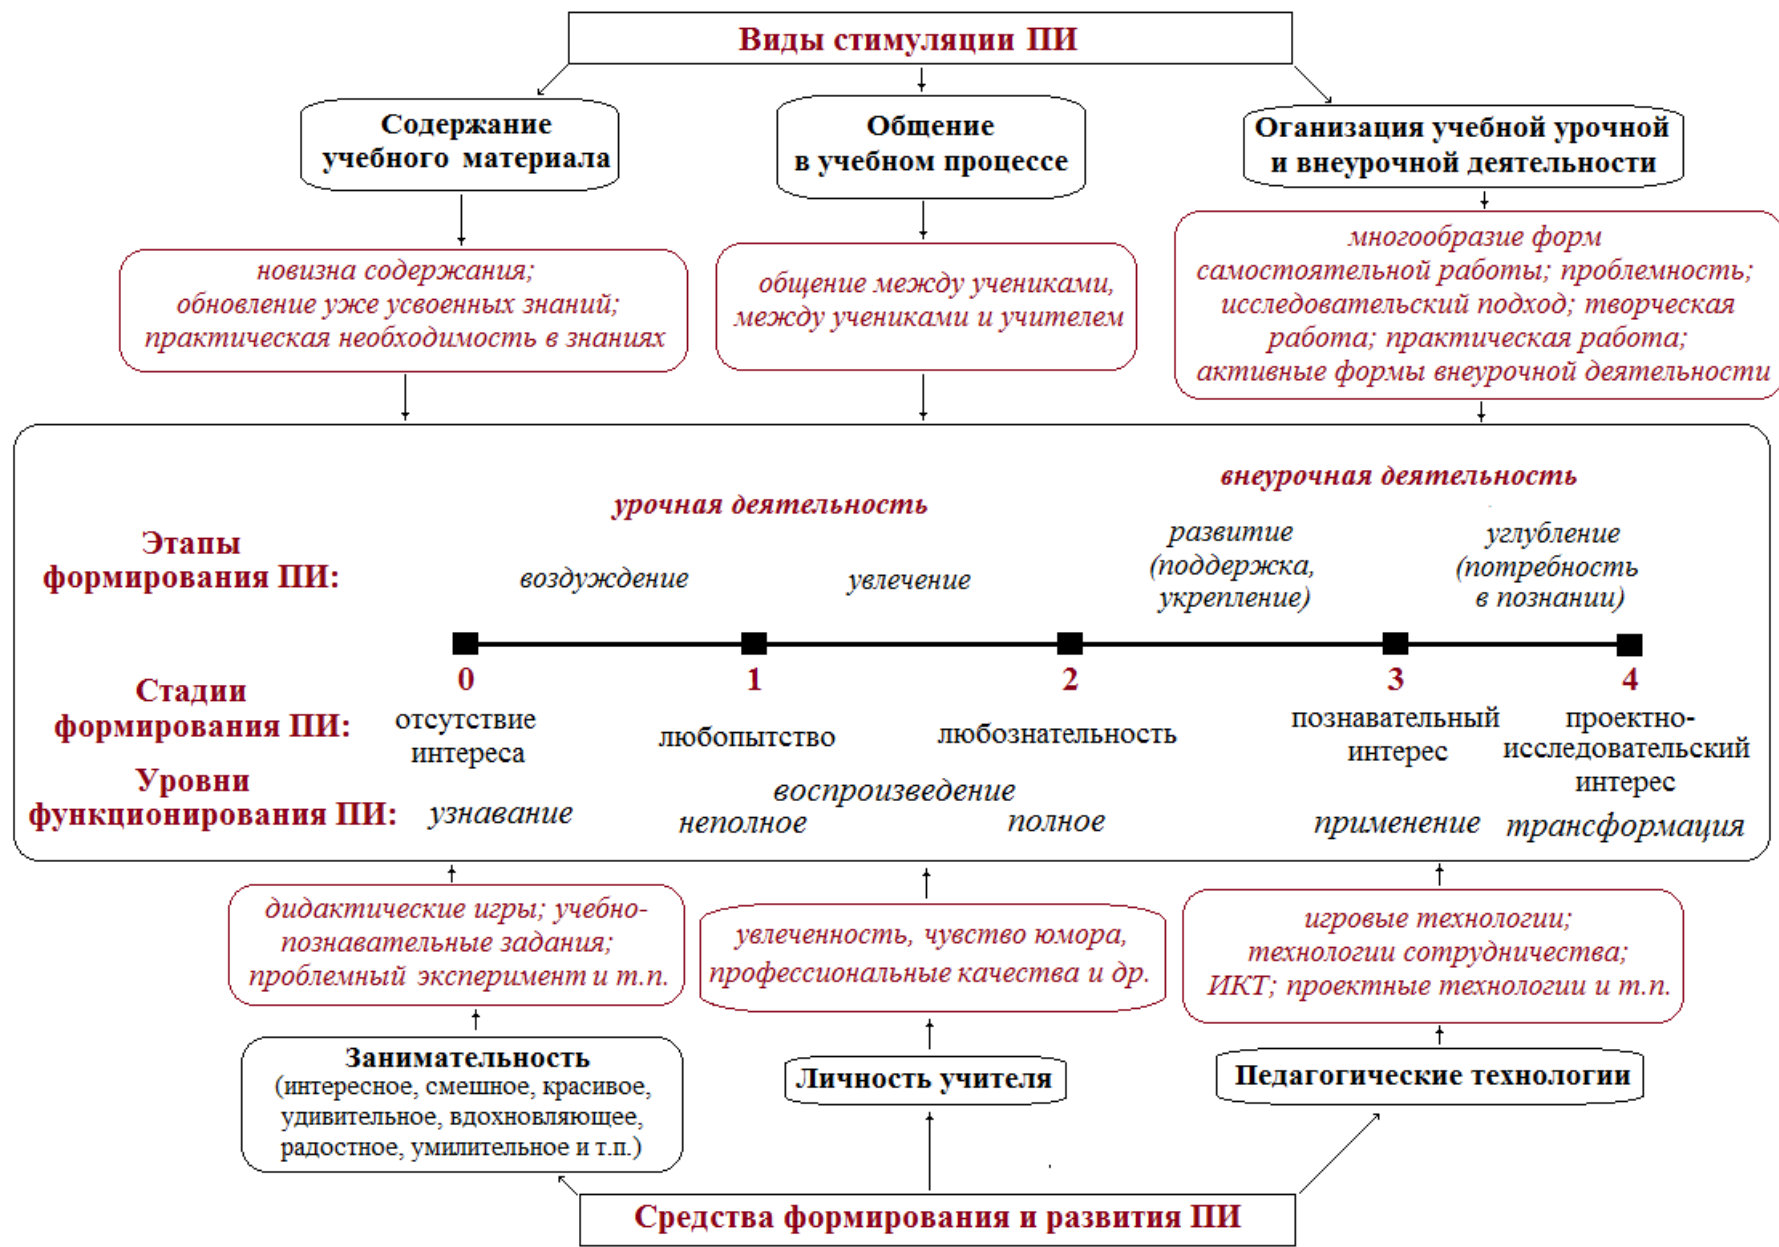 Виды стимуляции ПИ
Содержание
учебного материала
Общение
в учебном процессе
Оганизация учебной урочной
и внеурочной деятельности
новизна содержания;
обновление уже усвоенных знаний;
практическая необходимость в знаниях
общение между учениками,
между учениками и учителем
многообразие форм
самостоятельной работы; проблемность;
исследовательский подход; творческая
работа; практическая работа;
активные формы внеурочной деятельности
урочная деятельность
внеурочная деятельность
Этапы
формирования ПИ:
воздуждение
увлечение
развитие
(поддержка,
укрепление)
углубление
(потребность
в познании)
0
1
2
3
4
Стадии
формирования ПИ:
отсутствие
интереса
любопытство
любознательность
познавательный
интерес
проектно-
исследовательский
интерес
Уровни
функционирования ПИ:
узнавание
воспроизведение
неполное
полное
применение
трансформация
дидактические игры; учебно-
познавательные задания;
проблемный эксперимент и т.п.
увлеченность, чувство юмора,
профессиональные качества и др.
игровые технологии;
технологии сотрудничества;
ИКТ; проектные технологии и т.п.
Занимательность
(интересное, смешное, красивое,
удивительное, вдохновляющее,
радостное, умилительное и т.п.)
Личность учителя
Педагогические технологии
Средства формирования и развития ПИ